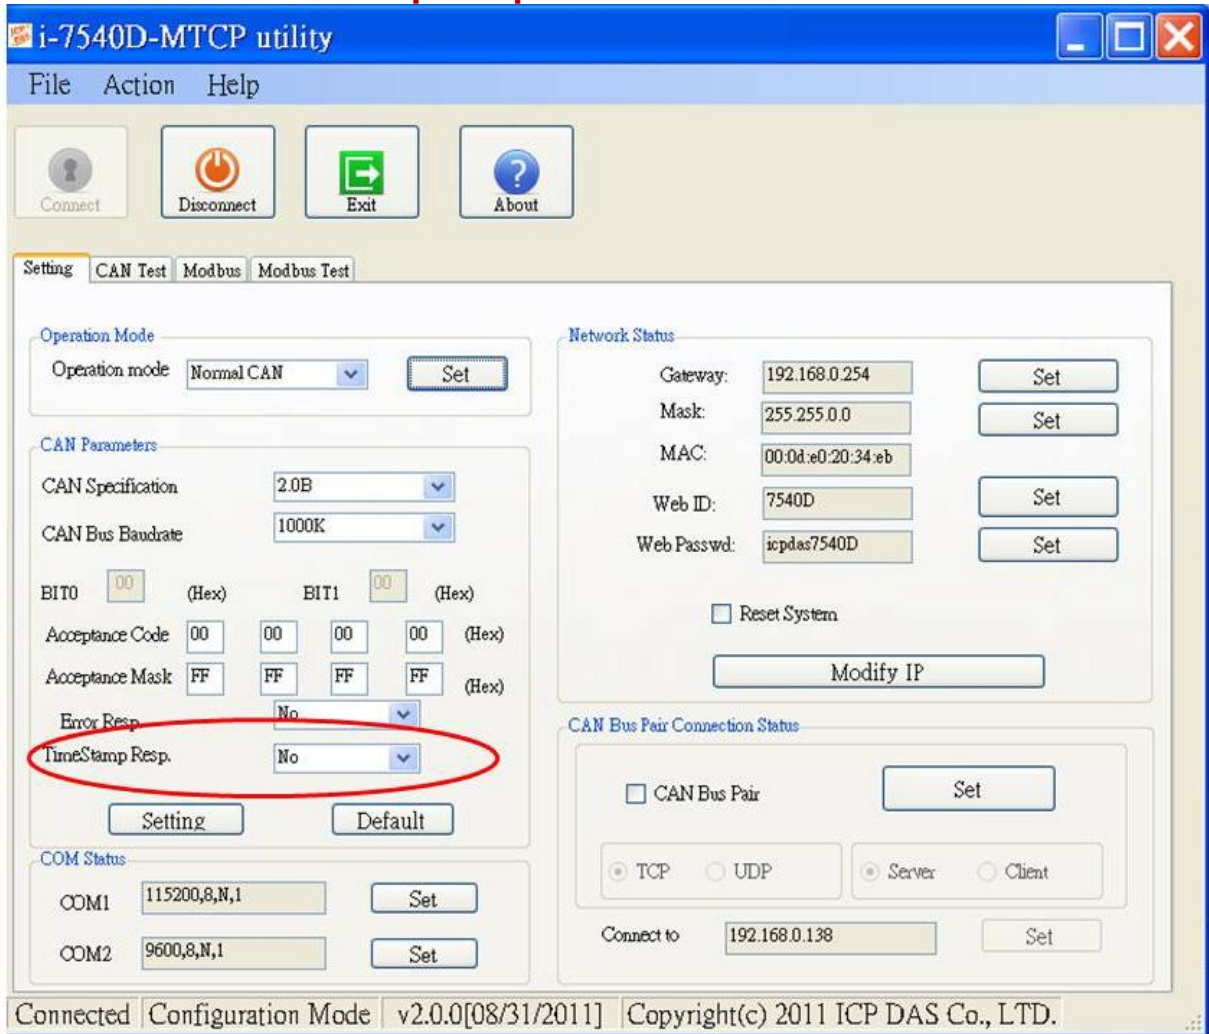 i-7540D-MTCP utility
File Action Help
Connect Disconnect Exit About
Setting CAN Test Modbus Modbus Test
Operation Mode
Operation mode Normal CAN Set
CAN Parameters
CAN Specification 2.0B
CAN Bus Baudrate 1000K
BIT0 00 (Hex) BIT1 00 (Hex)
Acceptance Code 00 00 00 00 (Hex)
Acceptance Mask FF FF FF FF (Hex)
Error Resp. No
TimeStamp Resp. No
Setting Default
COM Status
COM1 115200,8,N,1 Set
COM2 9600,8,N,1 Set
Network Status
Gateway: 192.168.0.254 Set
Mask: 255.255.0.0 Set
MAC: 00:0d:e0:20:34:eb
Web ID: 7540D Set
Web Passwd: icpdas7540D Set
Reset System
Modify IP
CAN Bus Pair Connection Status
CAN Bus Pair Set
TCP UDP Server Client
Connect to 192.168.0.138 Set
Connected Configuration Mode v2.0.0[08/31/2011] Copyright(c) 2011 ICP DAS Co., LTD.